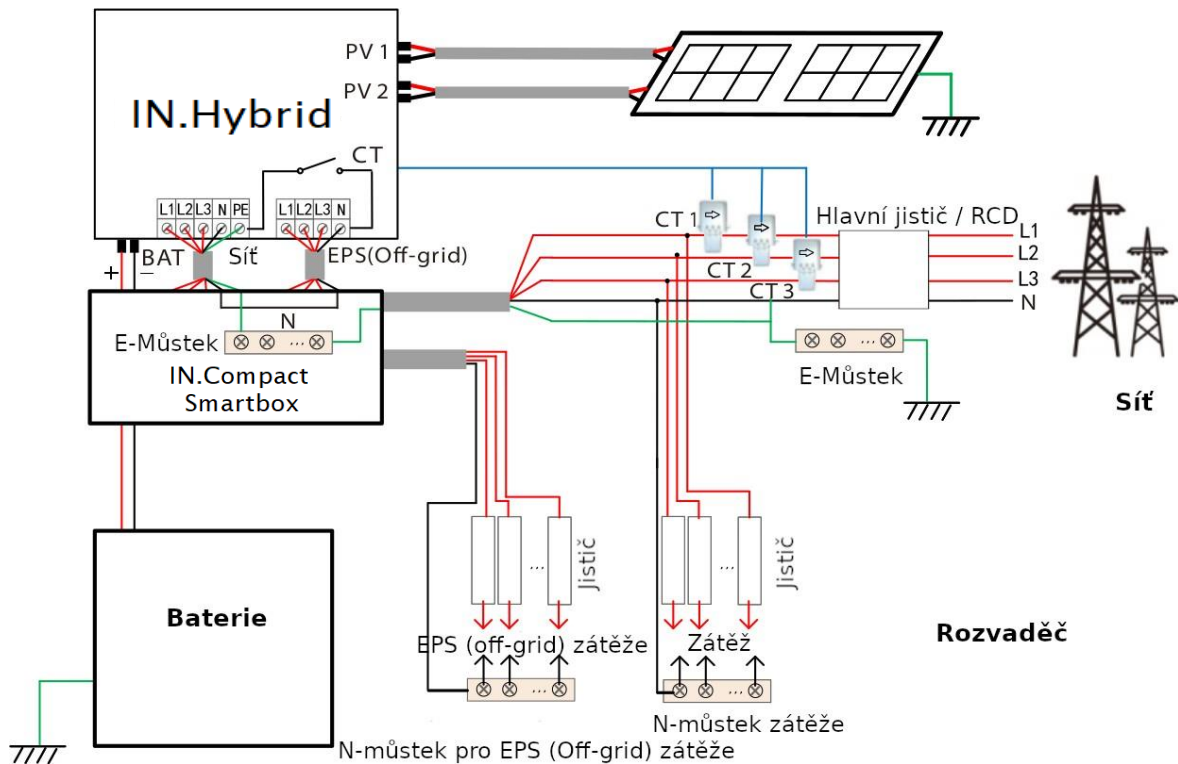 PV 1
PV 2
IN.Hybrid
CT
L1 L2 L3 N PE
L1 L2 L3 N
CT 1
Hlavní jistič / RCD
L1
BAT
Síť
EPS(Off-grid)
L2
+
–
CT 2
L3
CT 3
N
N
E-Můstek
...
...
IN.Compact
Smartbox
E-Můstek
Síť
...
Jistič
...
Jistič
Baterie
EPS (off-grid) zátěže
Zátěž
Rozvaděč
...
...
N-můstek zátěže
N-můstek pro EPS (Off-grid) zátěže